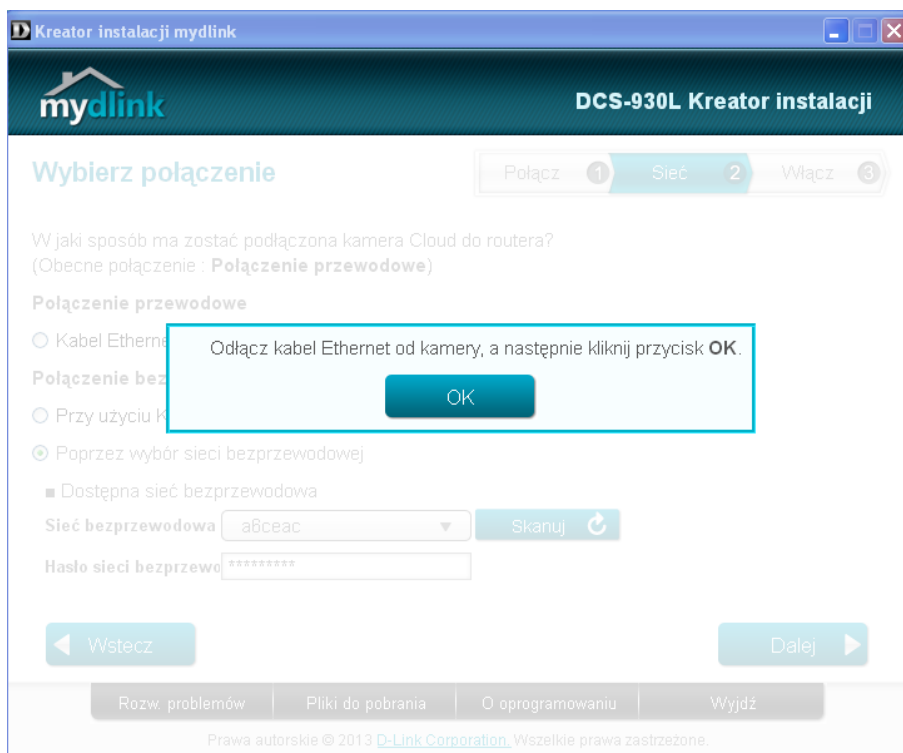 Kreator instalacji mydlink
mydlink
DCS-930L Kreator instalacji
Wybierz połączenie
Połącz 1 Sieć 2 Włącz 3
W jaki sposób ma zostać podłączona kamera Cloud do routera?
(Obecne połączenie : Połączenie przewodowe)
Połączenie przewodowe
Kabel Etherne
Odłącz kabel Ethernet od kamery, a następnie kliknij przycisk OK.
OK
Połączenie bez
Przy użyciu K
Poprzez wybór sieci bezprzewodowej
Dostępna sieć bezprzewodowa
Sieć bezprzewodowa a6ceac Skanuj
Hasło sieci bezprzewo *********
Wstecz Dalej
Rozw. problemów Pliki do pobrania O oprogramowaniu Wyjdź
Prawa autorskie © 2013 D-Link Corporation. Wszelkie prawa zastrzeżone.